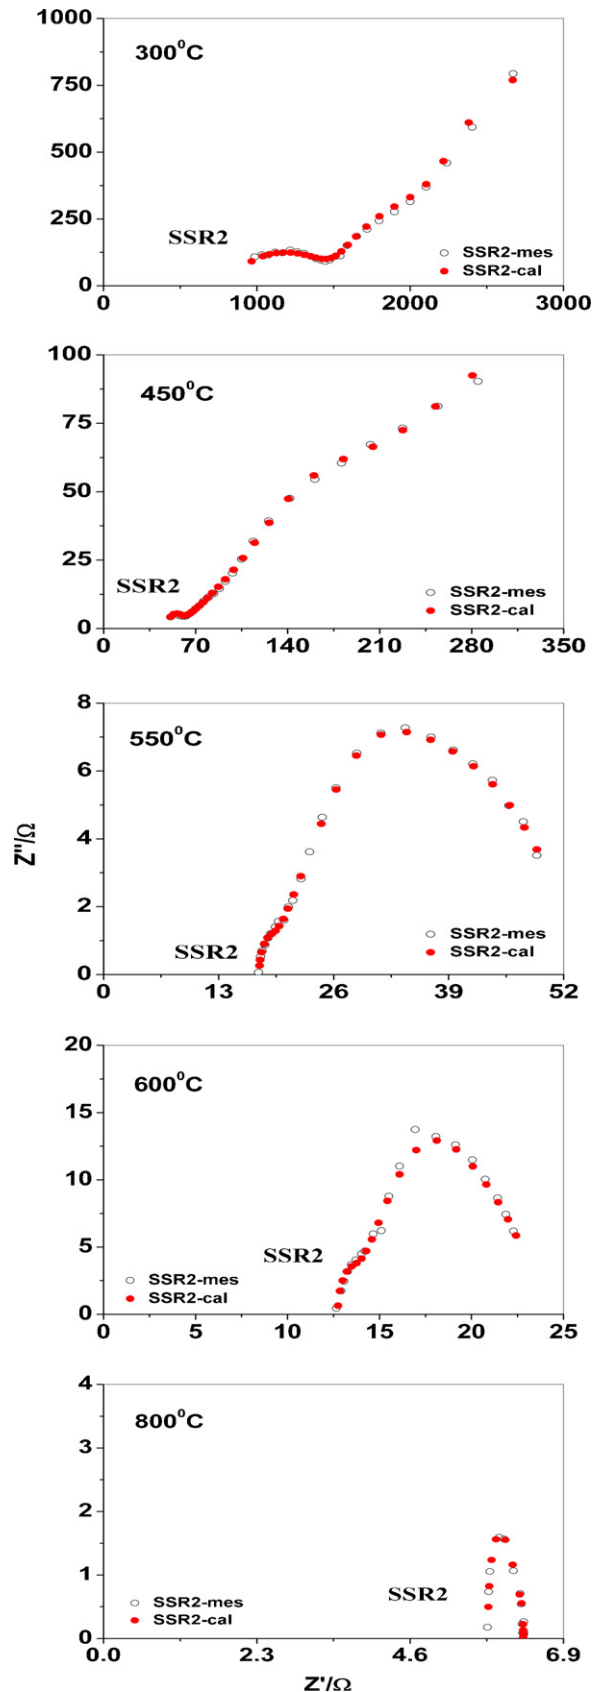 1000
300⁰C
750
500
250
SSR2
SSR2-mes
SSR2-cal
0
0 1000 2000 3000
100
450⁰C
75
50
25
SSR2
SSR2-mes
SSR2-cal
0
0 70 140 210 280 350
8
550⁰C
6
Z''/Ω
4
2
SSR2
SSR2-mes
SSR2-cal
0
0 13 26 39 52
20
600⁰C
15
10
5
SSR2
SSR2-mes
SSR2-cal
0
0 5 10 15 20 25
4
800⁰C
3
2
1
SSR2
SSR2-mes
SSR2-cal
0
0.0 2.3 4.6 6.9
Z'/Ω